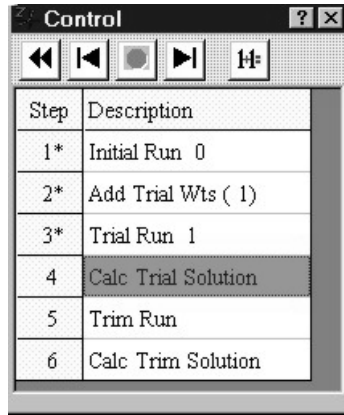 Control
Step Description
1* Initial Run 0
2* Add Trial Wts ( 1)
3* Trial Run 1
4 Calc Trial Solution
5 Trim Run
6 Calc Trim Solution